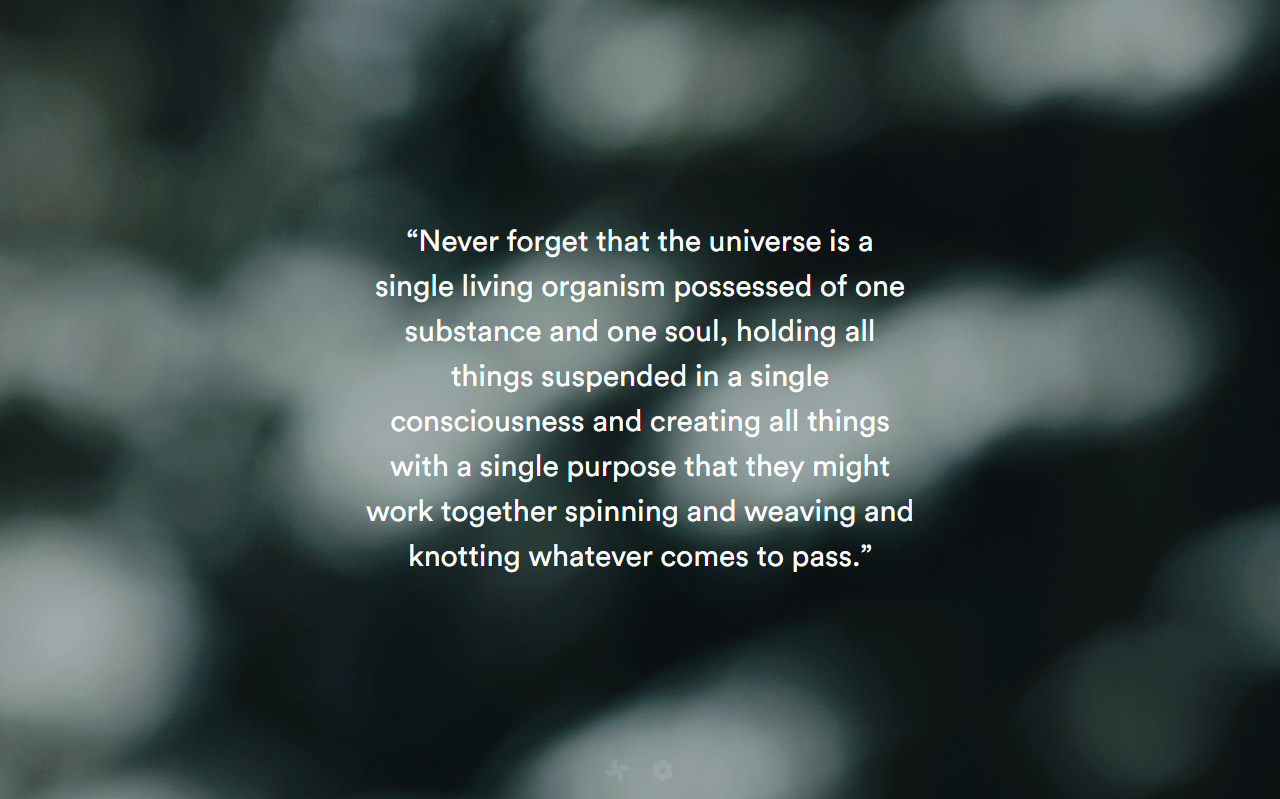 “Never forget that the universe is a
single living organism possessed of one
substance and one soul, holding all
things suspended in a single
consciousness and creating all things
with a single purpose that they might
work together spinning and weaving and
knotting whatever comes to pass.”